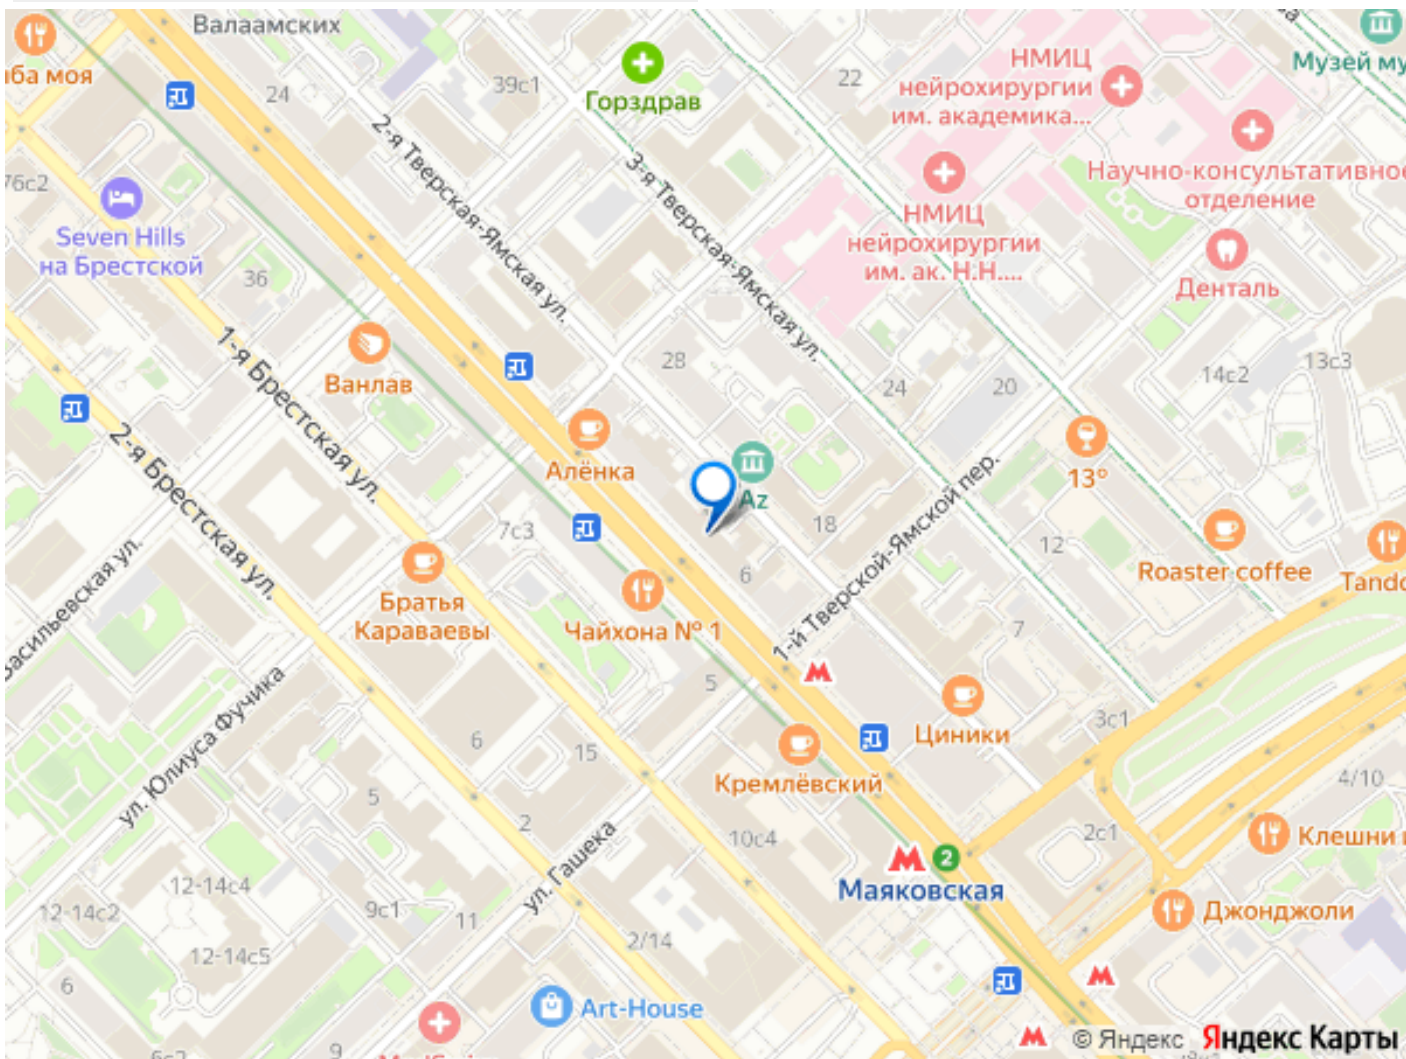 Валаамских
аба моя
24
39с1
Горздрав
22
НМИЦ
нейрохирургии
им. академика...
Музей му
Научно-консультативное
отделение
76с2
2-я Тверская-Ямская ул.
3-я Тверская-Ямская ул.
НМИЦ
нейрохирургии
им. ак. Н.Н....
Seven Hills
на Брестской
36
Денталь
1-я Брестская ул.
Ванлав
28
24
20
14с2
13с3
2-я Брестская ул.
Алёнка
Az
13°
7с3
18
1-й Тверской-Ямской пер.
12
Roaster coffee
Tando
Васильевская ул.
Братья
Караваевы
6
Чайхона № 1
7
ул. Юлиуса Фучика
5
6
15
3с1
Циники
Кремлёвский
4/10
5
2
10с4
2с1
Клешни и
ул. Гашека
2
Маяковская
12-14с4
12-14с2
9с1
11
Джонджоли
12-14с5
2/14
6
Art-House
9
© Яндекс Яндекс Карты